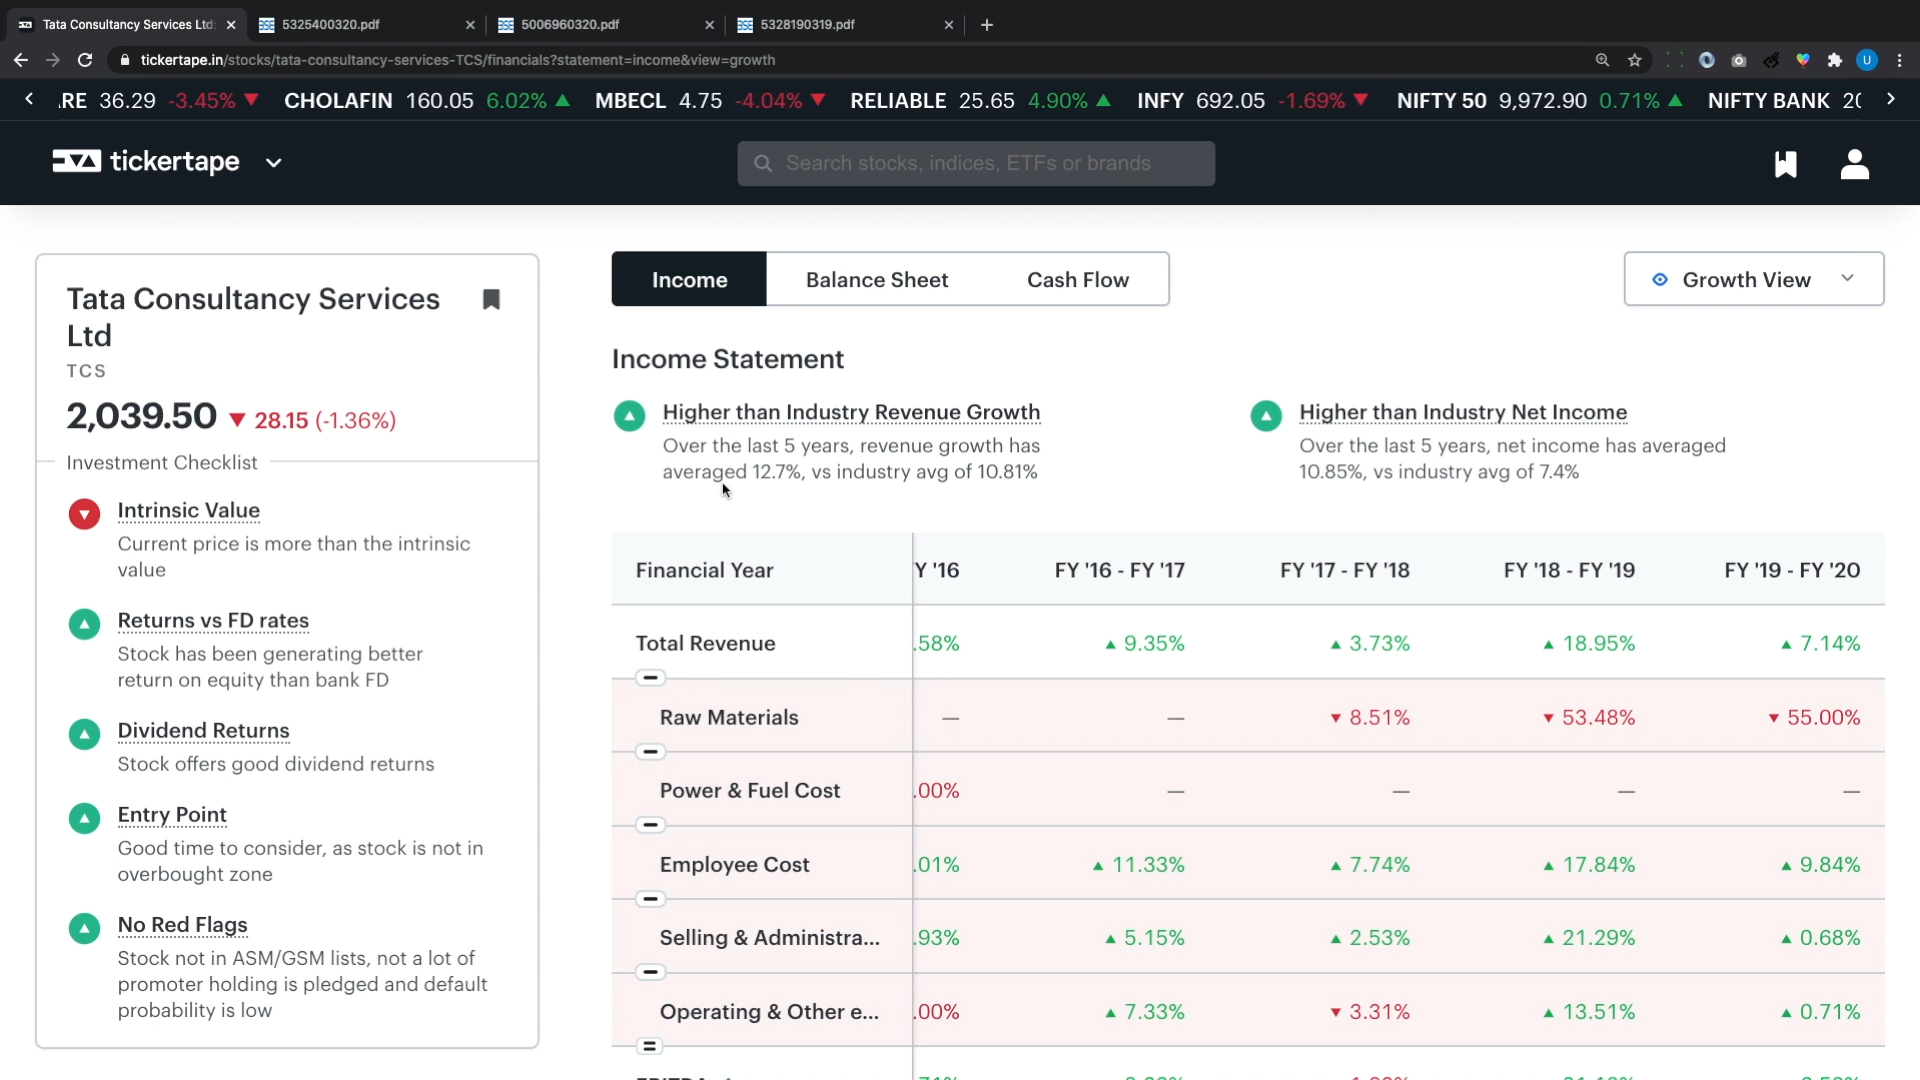 Tata Consultancy Services Ltd
5325400320.pdf
5006960320.pdf
5328190319.pdf
tickertape.in/stocks/tata-consultancy-services-TCS/financials?statement=income&view=growth
U
.RE 36.29 -3.45% ▼ CHOLAFIN 160.05 6.02% ▲ MBECL 4.75 -4.04% ▼ RELIABLE 25.65 4.90% ▲ INFY 692.05 -1.69% ▼ NIFTY 50 9,972.90 0.71% ▲ NIFTY BANK
tickertape
Search stocks, indices, ETFs or brands
Tata Consultancy Services
Ltd
TCS
2,039.50 ▼ 28.15 (-1.36%)
Investment Checklist
Intrinsic Value
Current price is more than the intrinsic
value
Returns vs FD rates
Stock has been generating better
return on equity than bank FD
Dividend Returns
Stock offers good dividend returns
Entry Point
Good time to consider, as stock is not in
overbought zone
No Red Flags
Stock not in ASM/GSM lists, not a lot of
promoter holding is pledged and default
probability is low
Income Balance Sheet Cash Flow
Growth View
Income Statement
Higher than Industry Revenue Growth
Over the last 5 years, revenue growth has
averaged 12.7%, vs industry avg of 10.81%
Higher than Industry Net Income
Over the last 5 years, net income has averaged
10.85%, vs industry avg of 7.4%
Financial Year Y '16 FY '16 - FY '17 FY '17 - FY '18 FY '18 - FY '19 FY '19 - FY '20
Total Revenue .58% ▲ 9.35% ▲ 3.73% ▲ 18.95% ▲ 7.14%
Raw Materials — — ▼ 8.51% ▼ 53.48% ▼ 55.00%
Power & Fuel Cost .00% — — — —
Employee Cost .01% ▲ 11.33% ▲ 7.74% ▲ 17.84% ▲ 9.84%
Selling & Administra... .93% ▲ 5.15% ▲ 2.53% ▲ 21.29% ▲ 0.68%
Operating & Other e... .00% ▲ 7.33% ▼ 3.31% ▲ 13.51% ▲ 0.71%